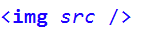 <img src />